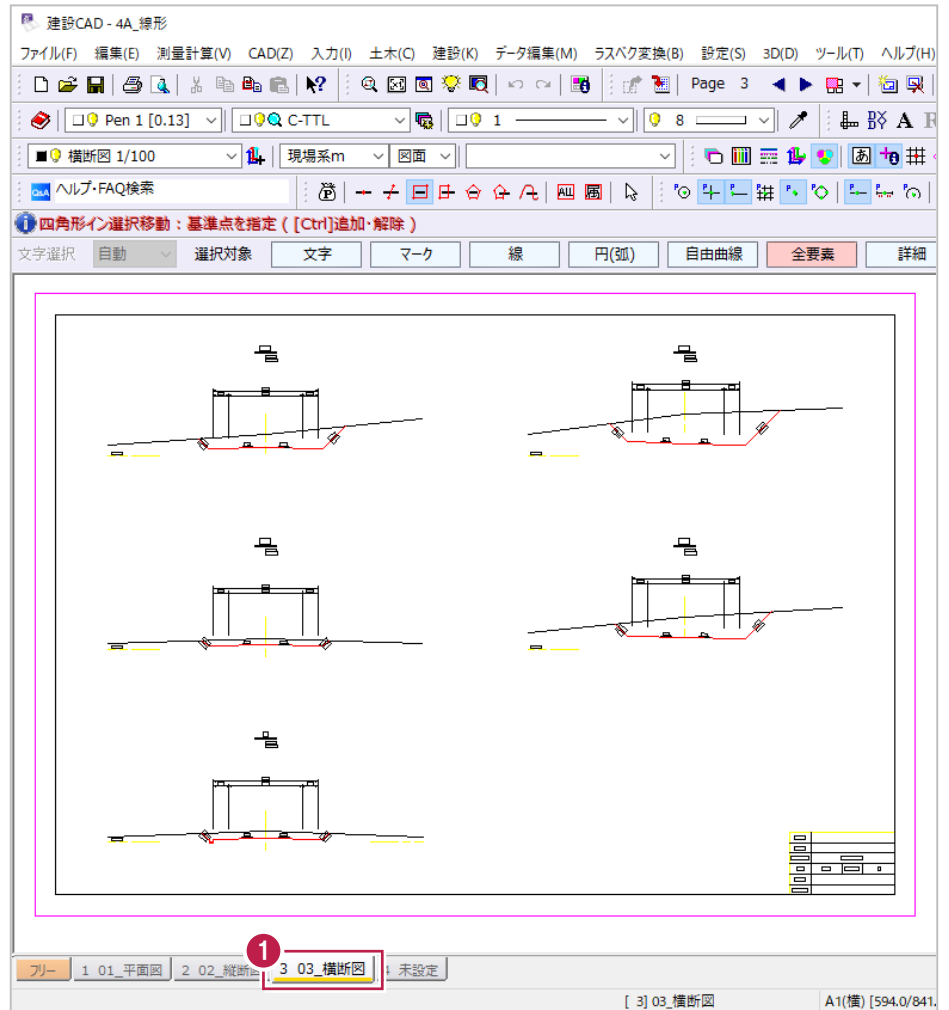 建設CAD - 4A_線形
ファイル(F) 編集(E) 測量計算(V) CAD(Z) 入力(I) 土木(C) 建設(K) データ編集(M) ラスベク変換(B) 設定(S) 3D(D) ツール(T) ヘルプ(H)
Page 3
Pen 1 [0.13] C-TTL 1 8
横断図 1/100 現場系m 図面 あ
Q&A ヘルプ・FAQ検索 ALL 属
四角形イン選択移動：基準点を指定 ( [Ctrl]追加・解除 )
文字選択 自動 選択対象 文字 マーク 線 円(弧) 自由曲線 全要素 詳細
1
フリー 1 01_平面図 2 02_縦断図 3 03_横断図 4 未設定
[ 3] 03_横断図 A1(横) [594.0/841.